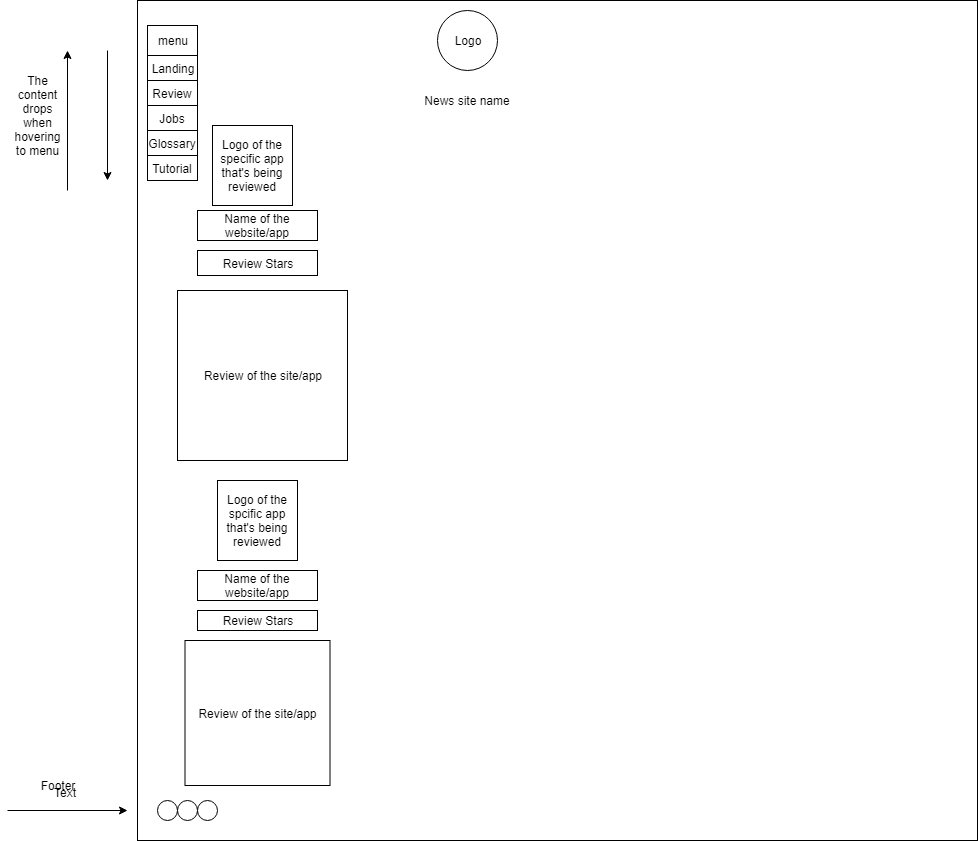 menu
Landing
Review
Jobs
Glossary
Tutorial
The
content
drops
when
hovering
to menu
Logo
News site name
Logo of the
specific app
that's being
reviewed
Name of the
website/app
Review Stars
Review of the site/app
Logo of the
spcific app
that's being
reviewed
Name of the
website/app
Review Stars
Review of the site/app
Footer
Text